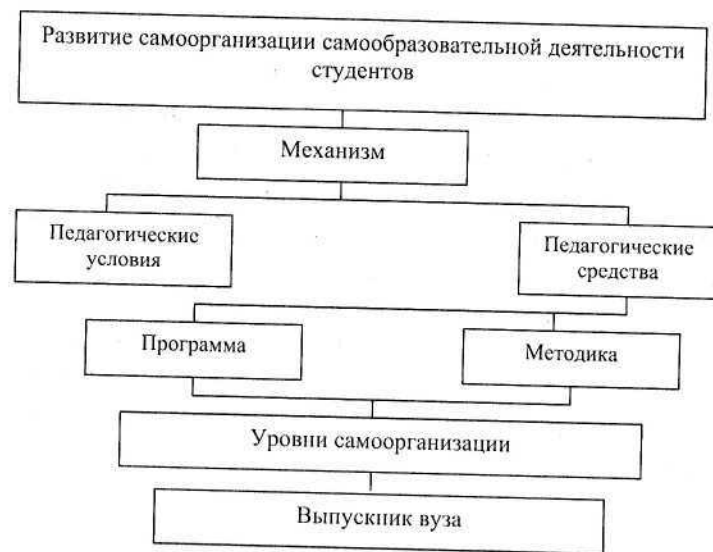 Развитие самоорганизации самообразовательной деятельности
студентов
Механизм
Педагогические
условия
Педагогические
средства
Программа
Методика
Уровни самоорганизации
Выпускник вуза